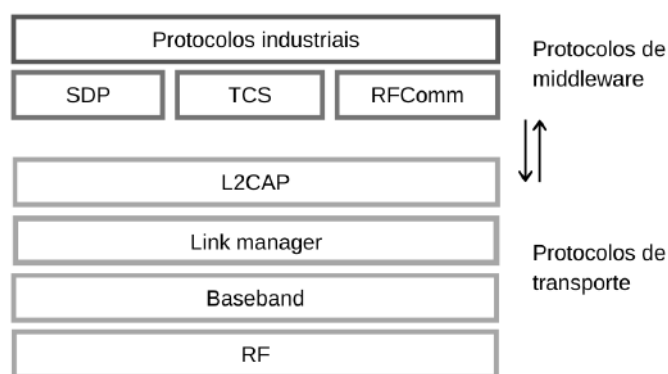 Protocolos industriais
Protocolos de
middleware
SDP
TCS
RFComm
L2CAP
Link manager
Protocolos de
transporte
Baseband
RF